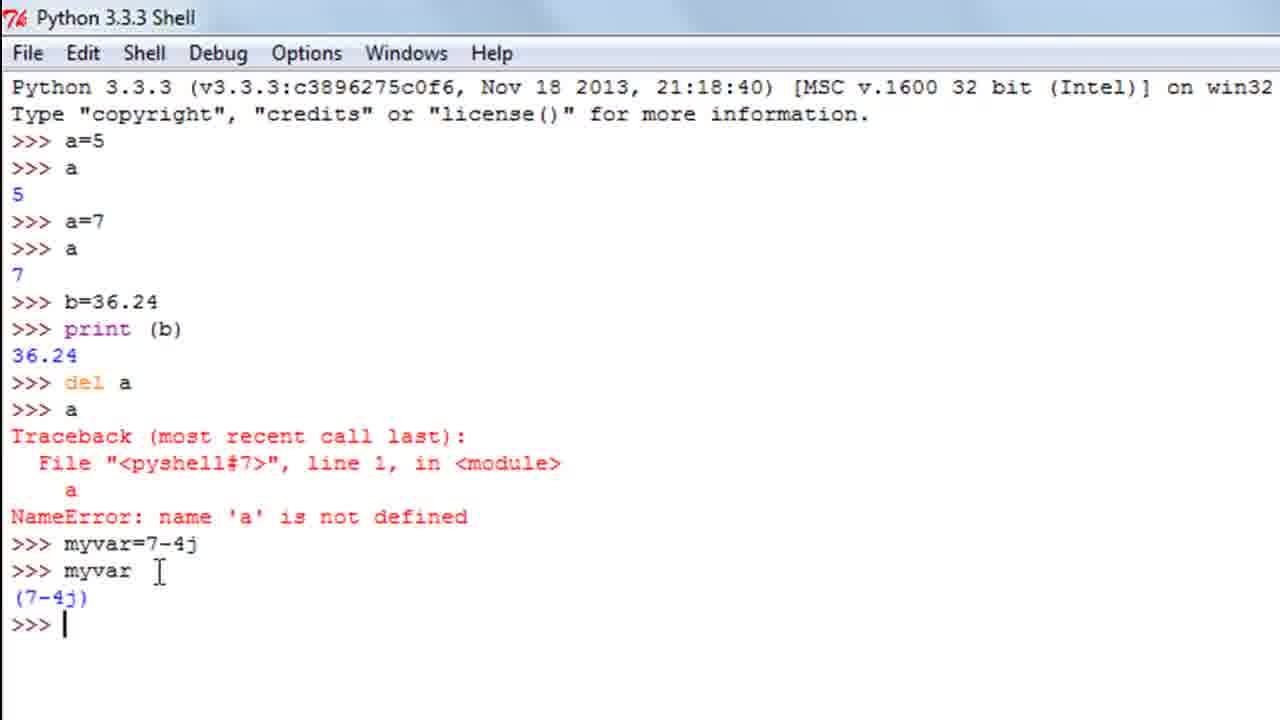 Python 3.3.3 Shell
File Edit Shell Debug Options Windows Help
Python 3.3.3 (v3.3.3:c3896275c0f6, Nov 18 2013, 21:18:40) [MSC v.1600 32 bit (Intel)] on win32
Type "copyright", "credits" or "license()" for more information.
>>> a=5
>>> a
5
>>> a=7
>>> a
7
>>> b=36.24
>>> print (b)
36.24
>>> del a
>>> a
Traceback (most recent call last):
  File "<pyshell#7>", line 1, in <module>
    a
NameError: name 'a' is not defined
>>> myvar=7-4j
>>> myvar
(7-4j)
>>>